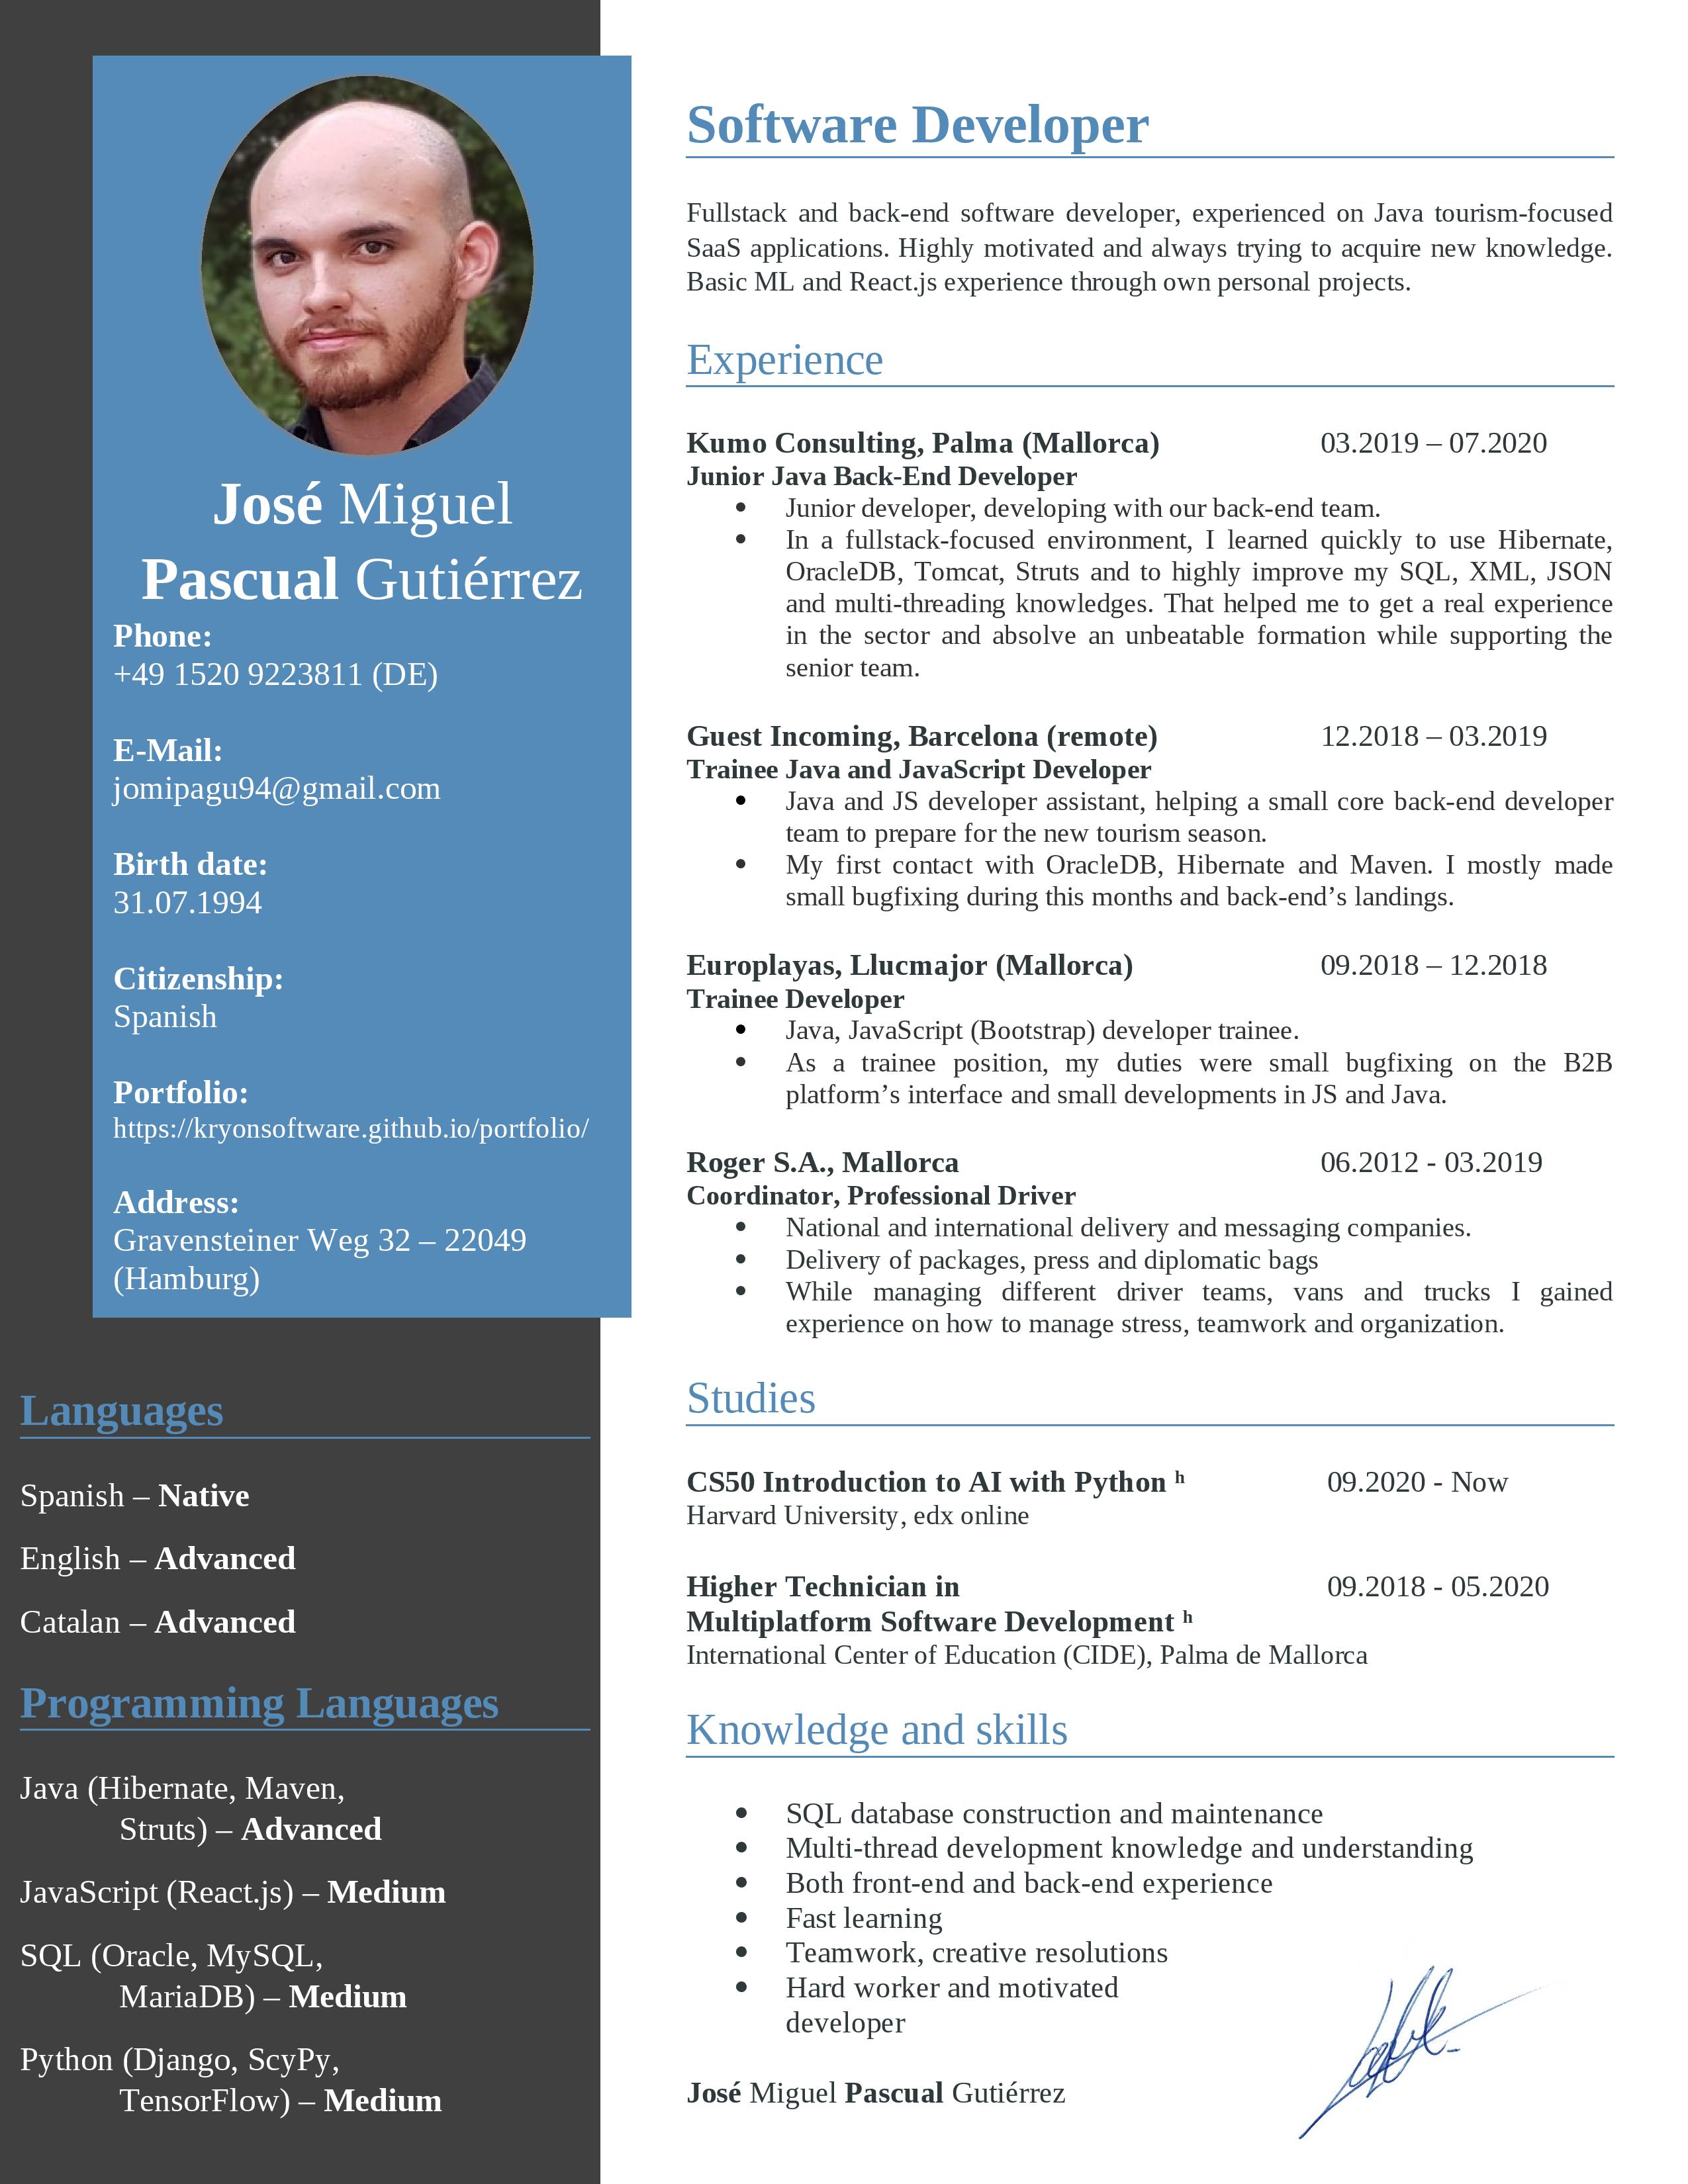 José Miguel
Pascual Gutiérrez
Phone:
+49 1520 9223811 (DE)
E-Mail:
jomipagu94@gmail.com
Birth date:
31.07.1994
Citizenship:
Spanish
Portfolio:
https://kryonsoftware.github.io/portfolio/
Address:
Gravensteiner Weg 32 – 22049
(Hamburg)
Languages
Spanish – Native
English – Advanced
Catalan – Advanced
Programming Languages
Java (Hibernate, Maven,
Struts) – Advanced
JavaScript (React.js) – Medium
SQL (Oracle, MySQL,
MariaDB) – Medium
Python (Django, ScyPy,
TensorFlow) – Medium
Software Developer
Fullstack and back-end software developer, experienced on Java tourism-focused
SaaS applications. Highly motivated and always trying to acquire new knowledge.
Basic ML and React.js experience through own personal projects.
Experience
Kumo Consulting, Palma (Mallorca) 03.2019 – 07.2020
Junior Java Back-End Developer
• Junior developer, developing with our back-end team.
• In a fullstack-focused environment, I learned quickly to use Hibernate,
OracleDB, Tomcat, Struts and to highly improve my SQL, XML, JSON
and multi-threading knowledges. That helped me to get a real experience
in the sector and absolve an unbeatable formation while supporting the
senior team.
Guest Incoming, Barcelona (remote) 12.2018 – 03.2019
Trainee Java and JavaScript Developer
• Java and JS developer assistant, helping a small core back-end developer
team to prepare for the new tourism season.
• My first contact with OracleDB, Hibernate and Maven. I mostly made
small bugfixing during this months and back-end’s landings.
Europlayas, Llucmajor (Mallorca) 09.2018 – 12.2018
Trainee Developer
• Java, JavaScript (Bootstrap) developer trainee.
• As a trainee position, my duties were small bugfixing on the B2B
platform’s interface and small developments in JS and Java.
Roger S.A., Mallorca 06.2012 - 03.2019
Coordinator, Professional Driver
• National and international delivery and messaging companies.
• Delivery of packages, press and diplomatic bags
• While managing different driver teams, vans and trucks I gained
experience on how to manage stress, teamwork and organization.
Studies
CS50 Introduction to AI with Python ʰ 09.2020 - Now
Harvard University, edx online
Higher Technician in 09.2018 - 05.2020
Multiplatform Software Development ʰ
International Center of Education (CIDE), Palma de Mallorca
Knowledge and skills
• SQL database construction and maintenance
• Multi-thread development knowledge and understanding
• Both front-end and back-end experience
• Fast learning
• Teamwork, creative resolutions
• Hard worker and motivated
developer
José Miguel Pascual Gutiérrez